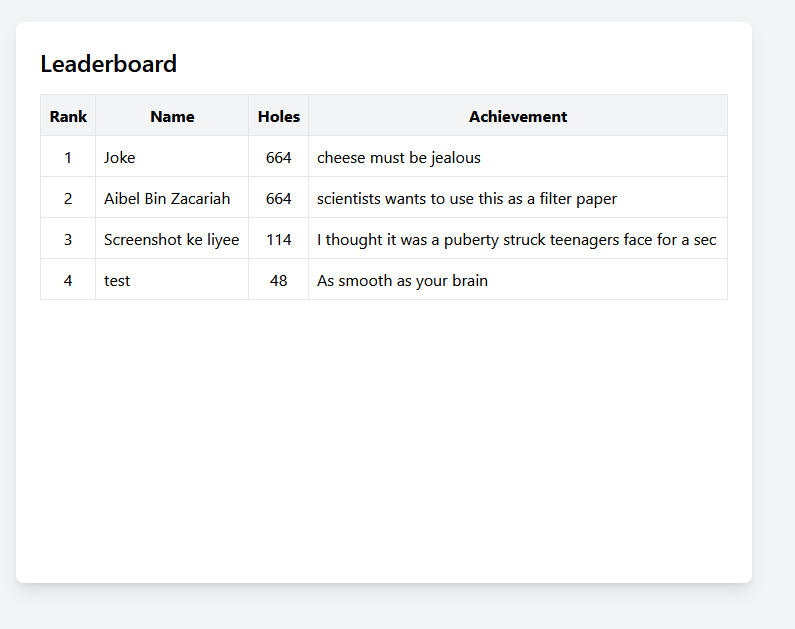 Leaderboard
Rank Name Holes Achievement
1 Joke 664 cheese must be jealous
2 Aibel Bin Zacariah 664 scientists wants to use this as a filter paper
3 Screenshot ke liyee 114 I thought it was a puberty struck teenagers face for a sec
4 test 48 As smooth as your brain